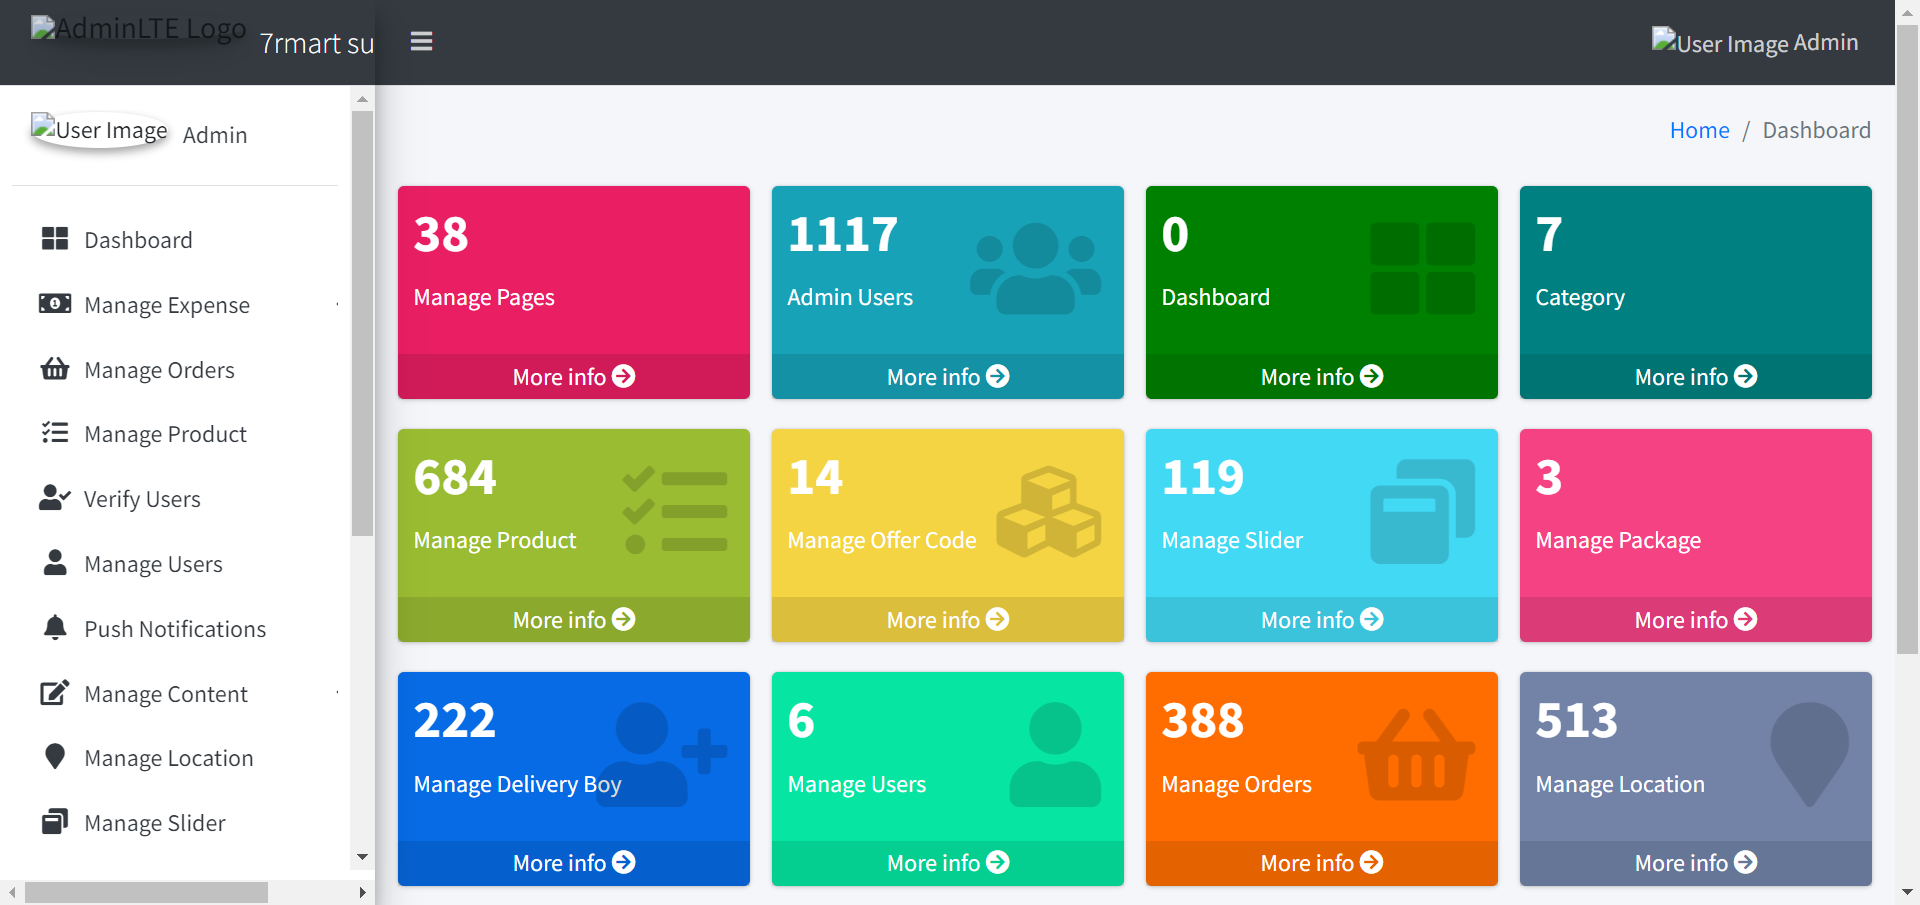 AdminLTE Logo
7rmart su
User Image Admin
User Image
Admin
Home / Dashboard
Dashboard
Manage Expense
Manage Orders
Manage Product
Verify Users
Manage Users
Push Notifications
Manage Content
Manage Location
Manage Slider
38
Manage Pages
More info
1117
Admin Users
More info
0
Dashboard
More info
7
Category
More info
684
Manage Product
More info
14
Manage Offer Code
More info
119
Manage Slider
More info
3
Manage Package
More info
222
Manage Delivery Boy
More info
6
Manage Users
More info
388
Manage Orders
More info
513
Manage Location
More info